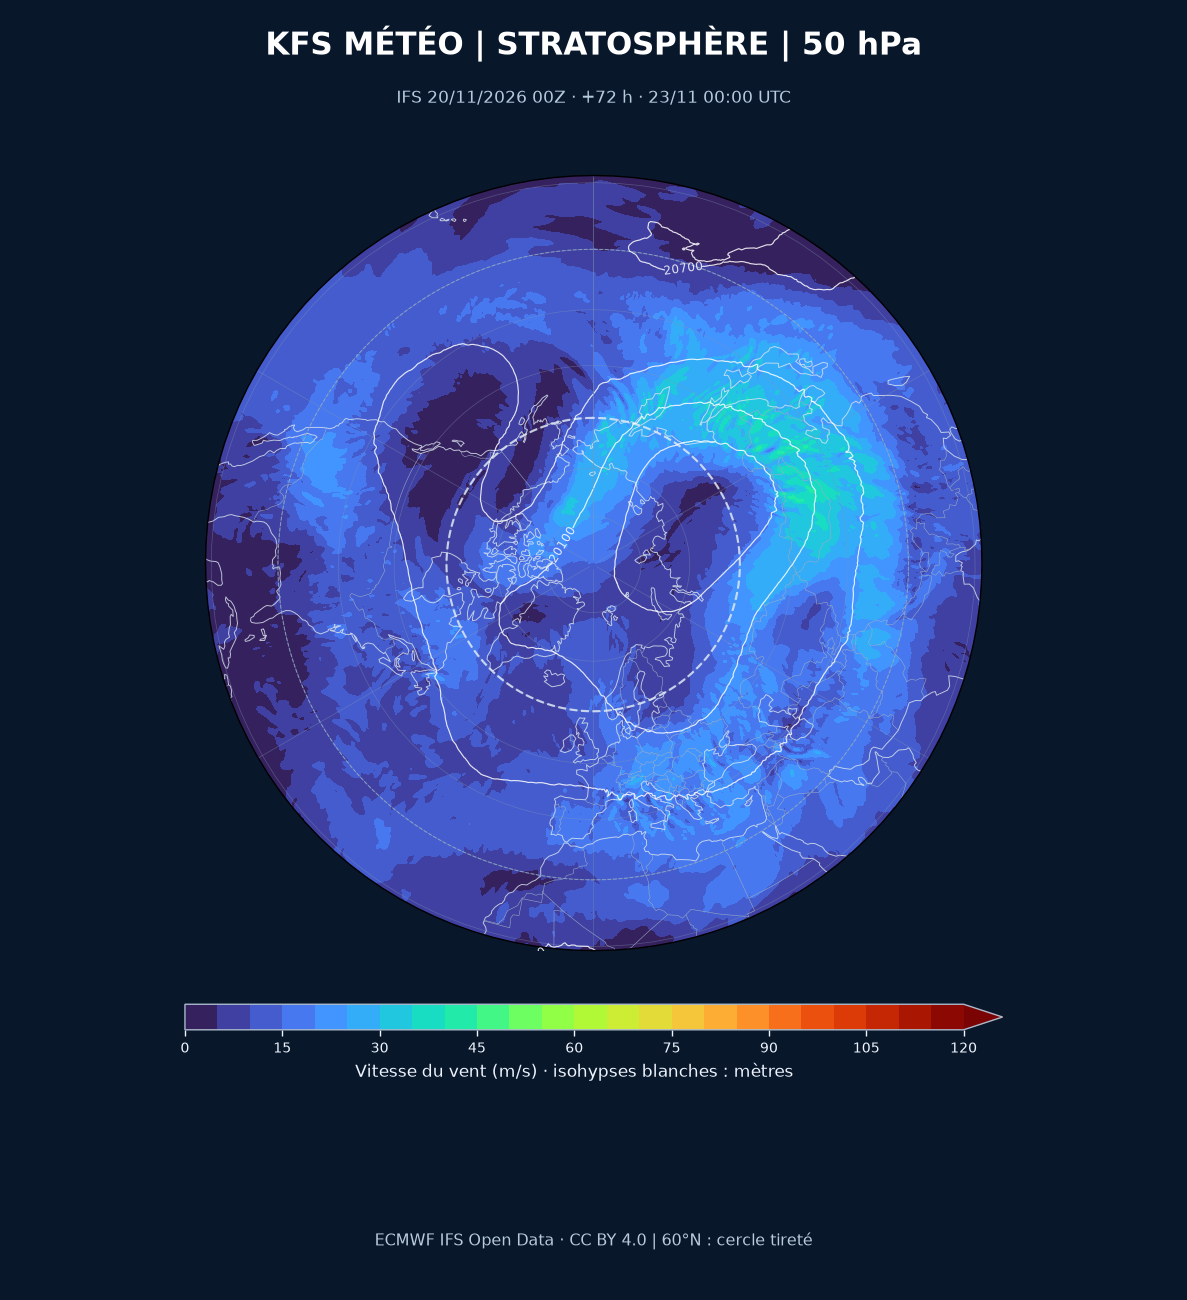 KFS MÉTÉO | STRATOSPHÈRE | 50 hPa
IFS 20/11/2026 00Z · +72 h · 23/11 00:00 UTC
20700
20100
0 15 30 45 60 75 90 105 120
Vitesse du vent (m/s) · isohypses blanches : mètres
ECMWF IFS Open Data · CC BY 4.0 | 60°N : cercle tireté